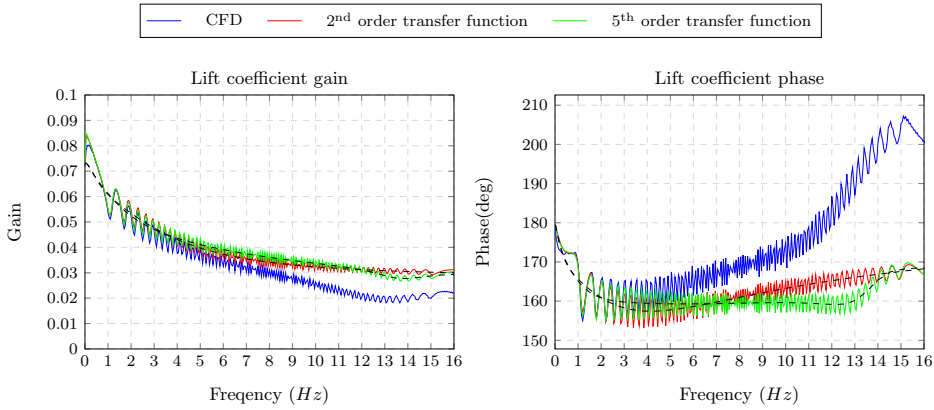 CFD 2nd order transfer function 5th order transfer function
Lift coefficient gain
0.1
0.09
0.08
0.07
0.06
0.05
0.04
0.03
0.02
0.01
0
Gain
0 1 2 3 4 5 6 7 8 9 10 11 12 13 14 15 16
Freqency (Hz)
Lift coefficient phase
210
200
190
180
170
160
150
Phase(deg)
0 1 2 3 4 5 6 7 8 9 10 11 12 13 14 15 16
Freqency (Hz)